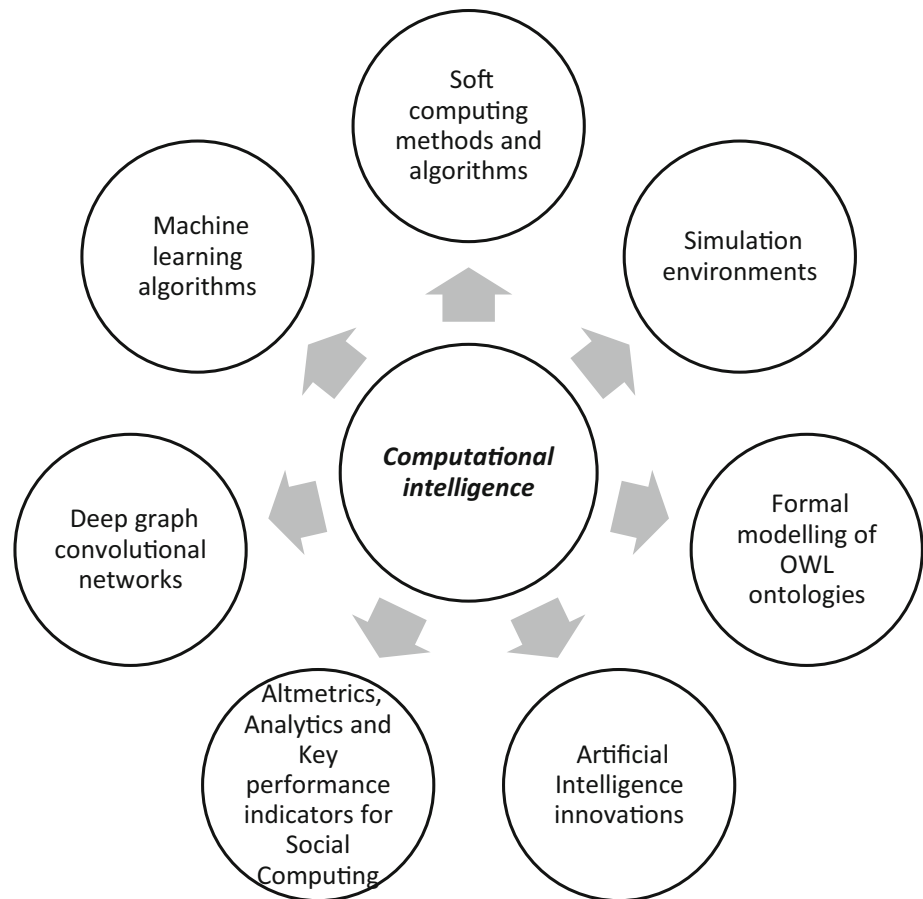 Soft
computing
methods and
algorithms
Machine
learning
algorithms
Simulation
environments
Computational
intelligence
Deep graph
convolutional
networks
Formal
modelling of
OWL
ontologies
Altmetrics,
Analytics and
Key
performance
indicators for
Social
Computing
Artificial
Intelligence
innovations